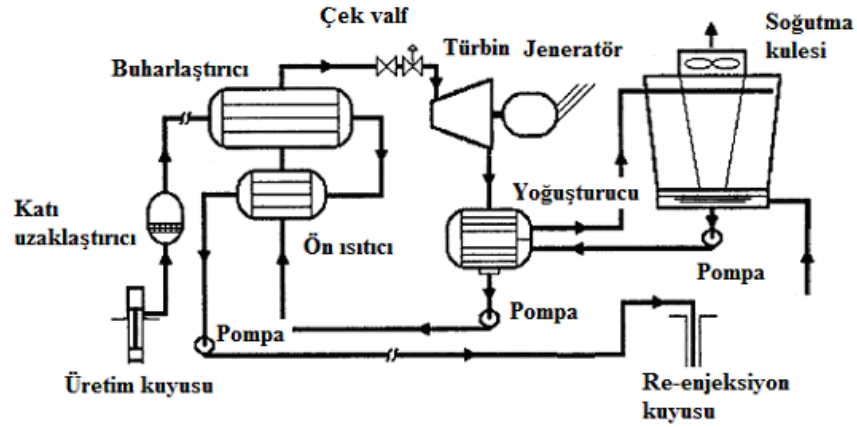 Çek valf
Soğutma
kulesi
Türbin Jeneratör
Buharlaştırıcı
Yoğuşturucu
Katı
uzaklaştırıcı
Ön ısıtıcı
Pompa
Pompa
Pompa
Üretim kuyusu
Re-enjeksiyon
kuyusu